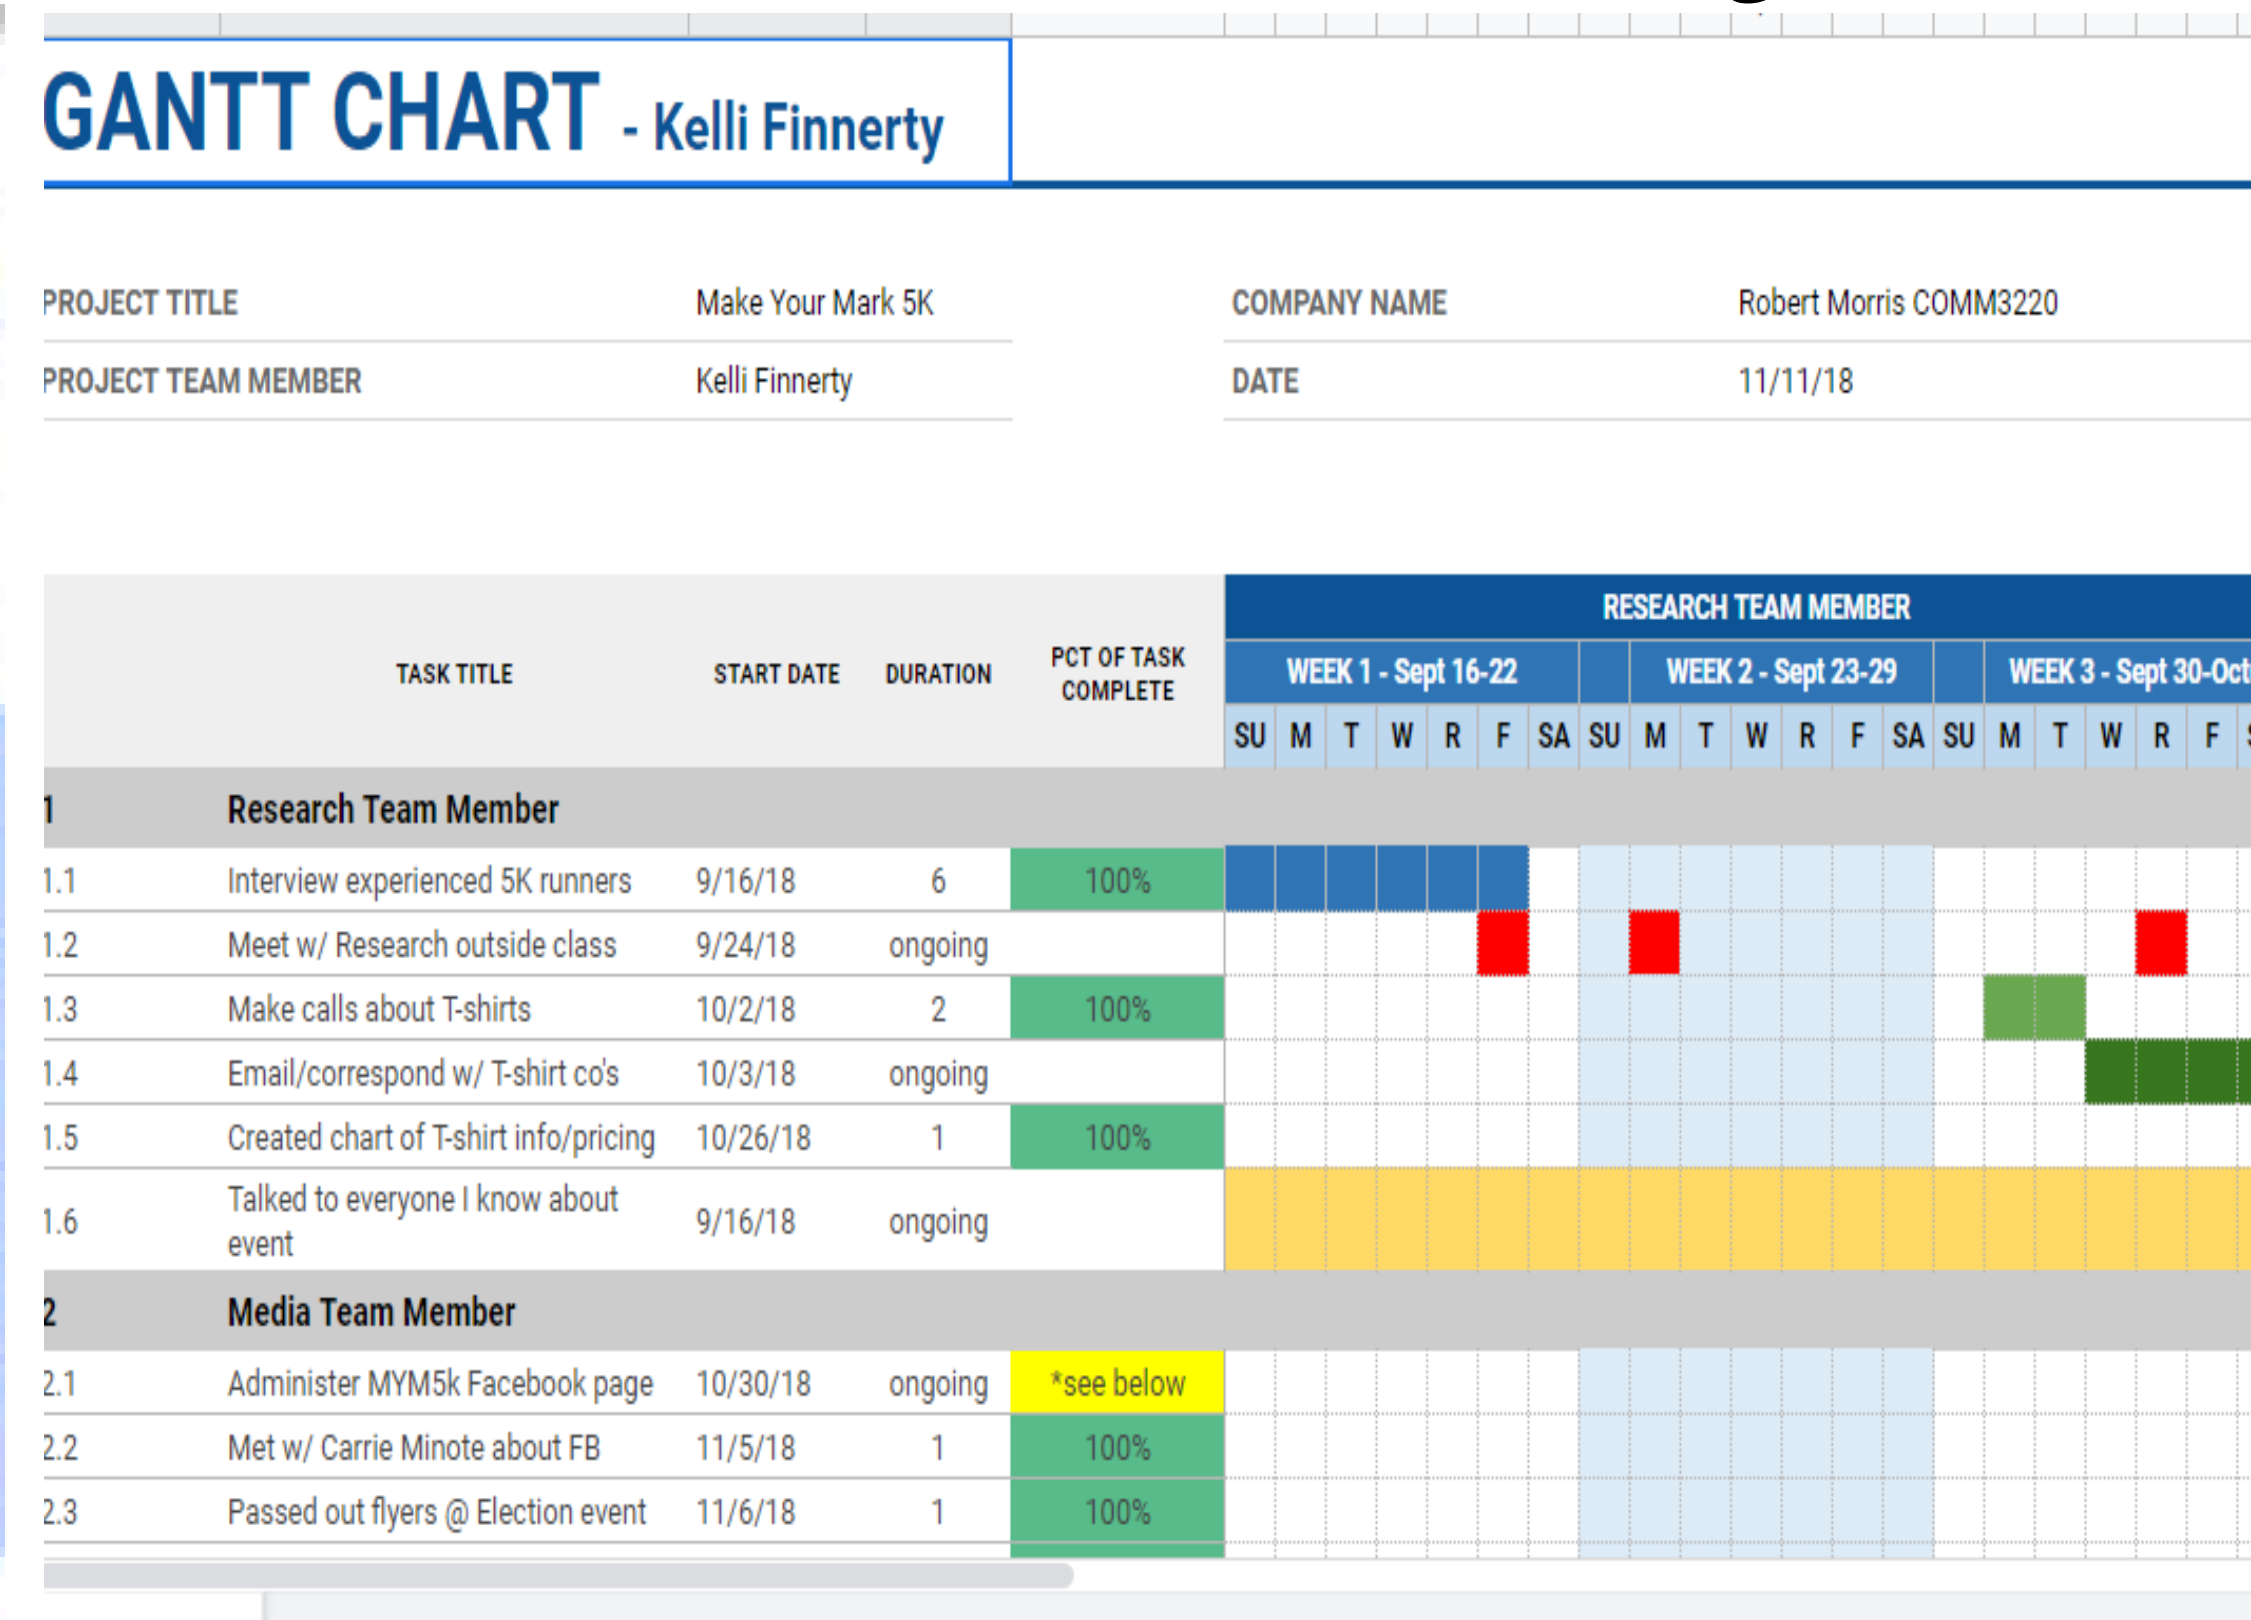 GANTT CHART - Kelli Finnerty
PROJECT TITLE Make Your Mark 5K COMPANY NAME Robert Morris COMM3220
PROJECT TEAM MEMBER Kelli Finnerty DATE 11/11/18
RESEARCH TEAM MEMBER
TASK TITLE START DATE DURATION PCT OF TASK COMPLETE WEEK 1 - Sept 16-22 WEEK 2 - Sept 23-29 WEEK 3 - Sept 30-Oct
SU M T W R F SA SU M T W R F SA SU M T W R F
1 Research Team Member
1.1 Interview experienced 5K runners 9/16/18 6 100%
1.2 Meet w/ Research outside class 9/24/18 ongoing
1.3 Make calls about T-shirts 10/2/18 2 100%
1.4 Email/correspond w/ T-shirt co's 10/3/18 ongoing
1.5 Created chart of T-shirt info/pricing 10/26/18 1 100%
1.6 Talked to everyone I know about event 9/16/18 ongoing
2 Media Team Member
2.1 Administer MYM5k Facebook page 10/30/18 ongoing *see below
2.2 Met w/ Carrie Minote about FB 11/5/18 1 100%
2.3 Passed out flyers @ Election event 11/6/18 1 100%